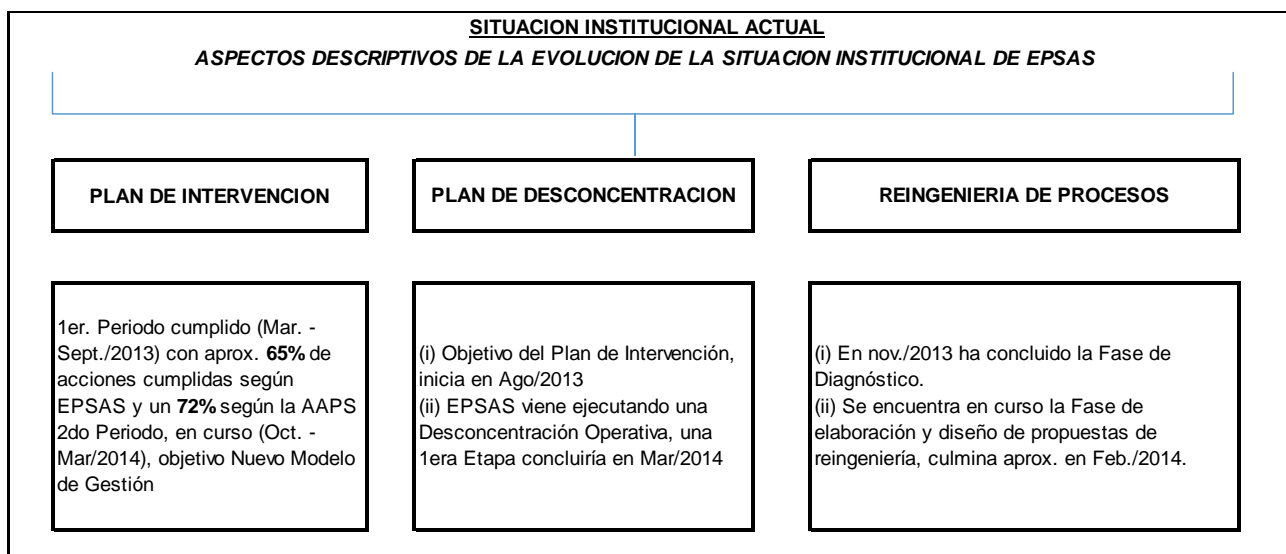 SITUACION INSTITUCIONAL ACTUAL
ASPECTOS DESCRIPTIVOS DE LA EVOLUCION DE LA SITUACION INSTITUCIONAL DE EPSAS
PLAN DE INTERVENCION
PLAN DE DESCONCENTRACION
REINGENIERIA DE PROCESOS
1er. Periodo cumplido (Mar. -
Sept./2013) con aprox. 65% de
acciones cumplidas según
EPSAS y un 72% según la AAPS
2do Periodo, en curso (Oct. -
Mar/2014), objetivo Nuevo Modelo
de Gestión
(i) Objetivo del Plan de Intervención,
inicia en Ago/2013
(ii) EPSAS viene ejecutando una
Desconcentración Operativa, una
1era Etapa concluiría en Mar/2014
(i) En nov./2013 ha concluido la Fase de
Diagnóstico.
(ii) Se encuentra en curso la Fase de
elaboración y diseño de propuestas de
reingeniería, culmina aprox. en Feb./2014.